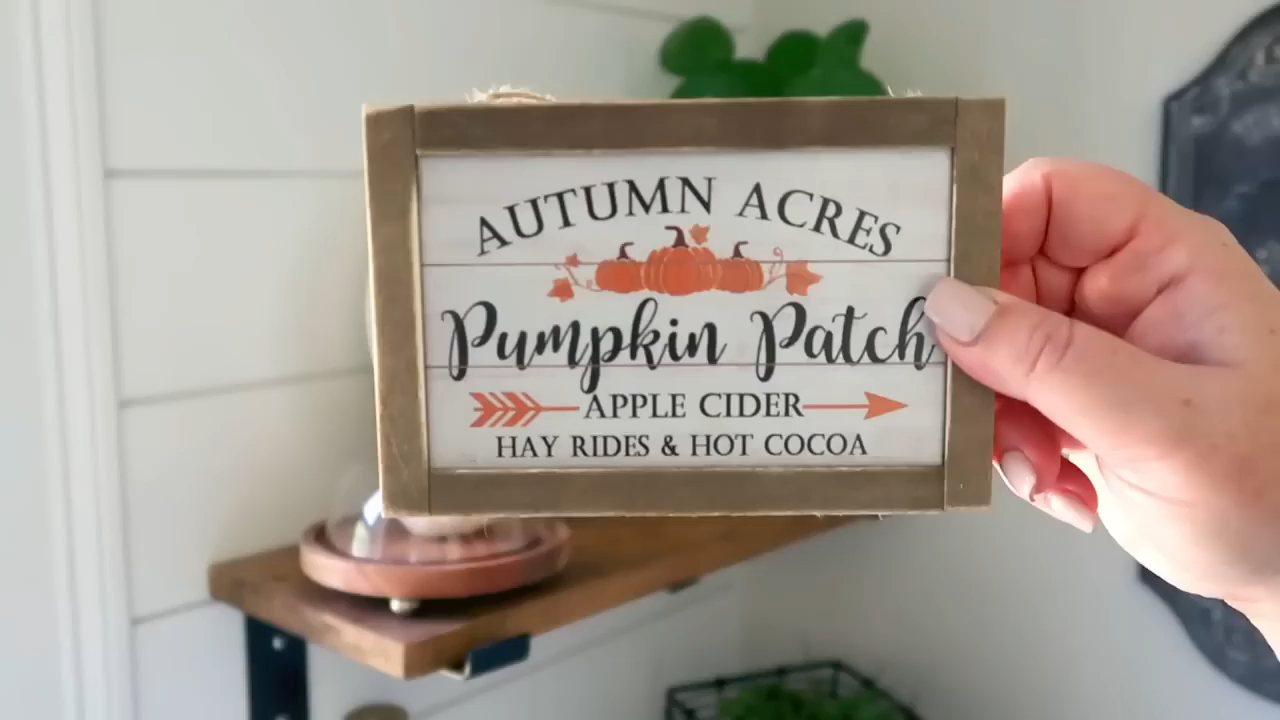 AUTUMN ACRES
Pumpkin Patch
APPLE CIDER
HAY RIDES & HOT COCOA